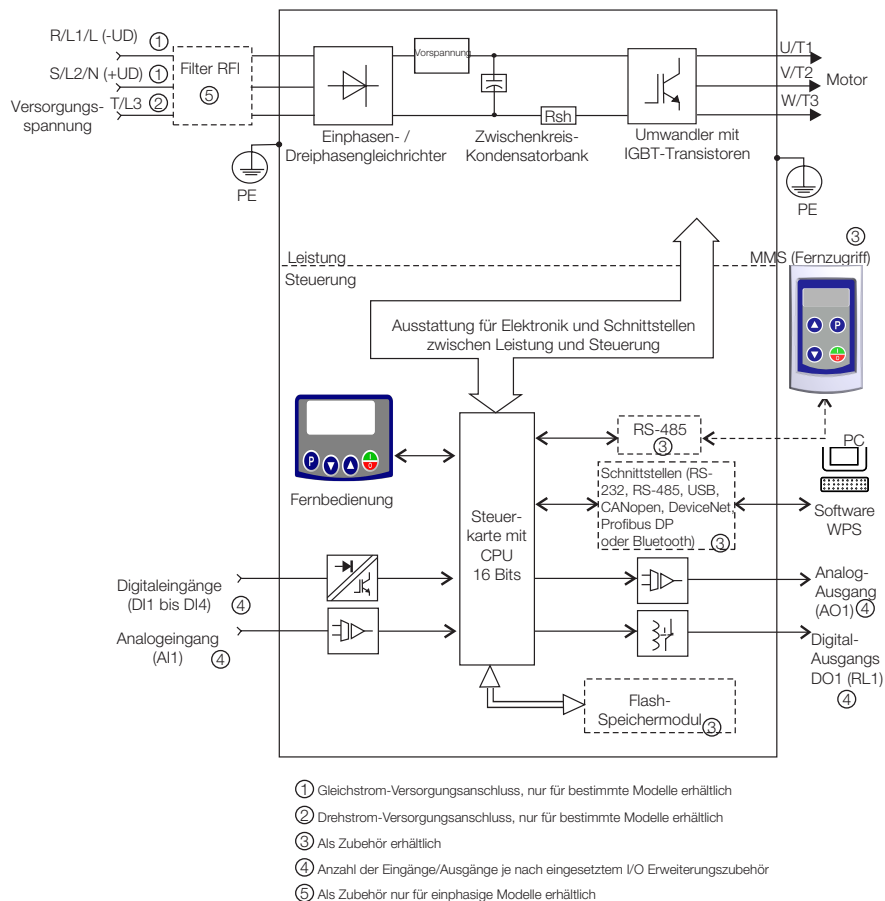 R/L1/L (-UD) ①
S/L2/N (+UD) ①
Versorgungs-
spannung
T/L3 ②
Filter RFI
⑤
PE
Vorspannung
Einphasen- /
Dreiphasengleichrichter
Zwischenkreis-
Kondensatorbank
Rsh
Umwandler mit
IGBT-Transistoren
U/T1
V/T2
W/T3
Motor
PE
Leistung
Steuerung
③
MMS (Fernzugriff)
P
I
0
Ausstattung für Elektronik und Schnittstellen
zwischen Leistung und Steuerung
P
I
0
Fernbedienung
Steuer-
karte mit
CPU
16 Bits
RS-485
③
PC
Software
WPS
Schnittstellen (RS-
232, RS-485, USB,
CANopen, DeviceNet,
Profibus DP
oder Bluetooth) ③
Digitaleingänge
(DI1 bis DI4) ④
Analogeingang
(AI1) ④
Analog-
Ausgang
(AO1) ④
Digital-
Ausgangs
DO1 (RL1)
④
Flash-
Speichermodul ③
① Gleichstrom-Versorgungsanschluss, nur für bestimmte Modelle erhältlich
② Drehstrom-Versorgungsanschluss, nur für bestimmte Modelle erhältlich
③ Als Zubehör erhältlich
④ Anzahl der Eingänge/Ausgänge je nach eingesetztem I/O Erweiterungszubehör
⑤ Als Zubehör nur für einphasige Modelle erhältlich